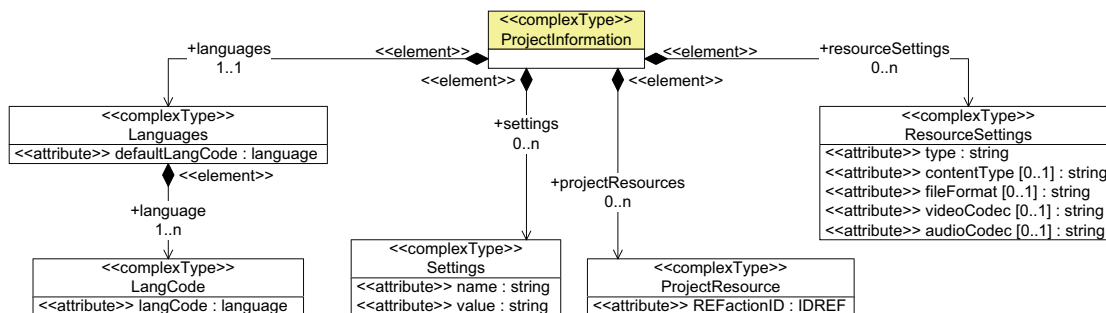 <<complexType>>
ProjectInformation
+languages
<<element>>
1..1
<<element>>
<<element>>
<<element>>
+resourceSettings
0..n
<<complexType>>
Languages
<<attribute>> defaultLangCode : language
<<element>>
+settings
0..n
<<complexType>>
ResourceSettings
<<attribute>> type : string
<<attribute>> contentType [0..1] : string
<<attribute>> fileFormat [0..1] : string
<<attribute>> videoCodec [0..1] : string
<<attribute>> audioCodec [0..1] : string
+projectResources
0..n
+language
1..n
<<complexType>>
LangCode
<<attribute>> langCode : language
<<complexType>>
Settings
<<attribute>> name : string
<<attribute>> value : string
<<complexType>>
ProjectResource
<<attribute>> REFactionID : IDREF